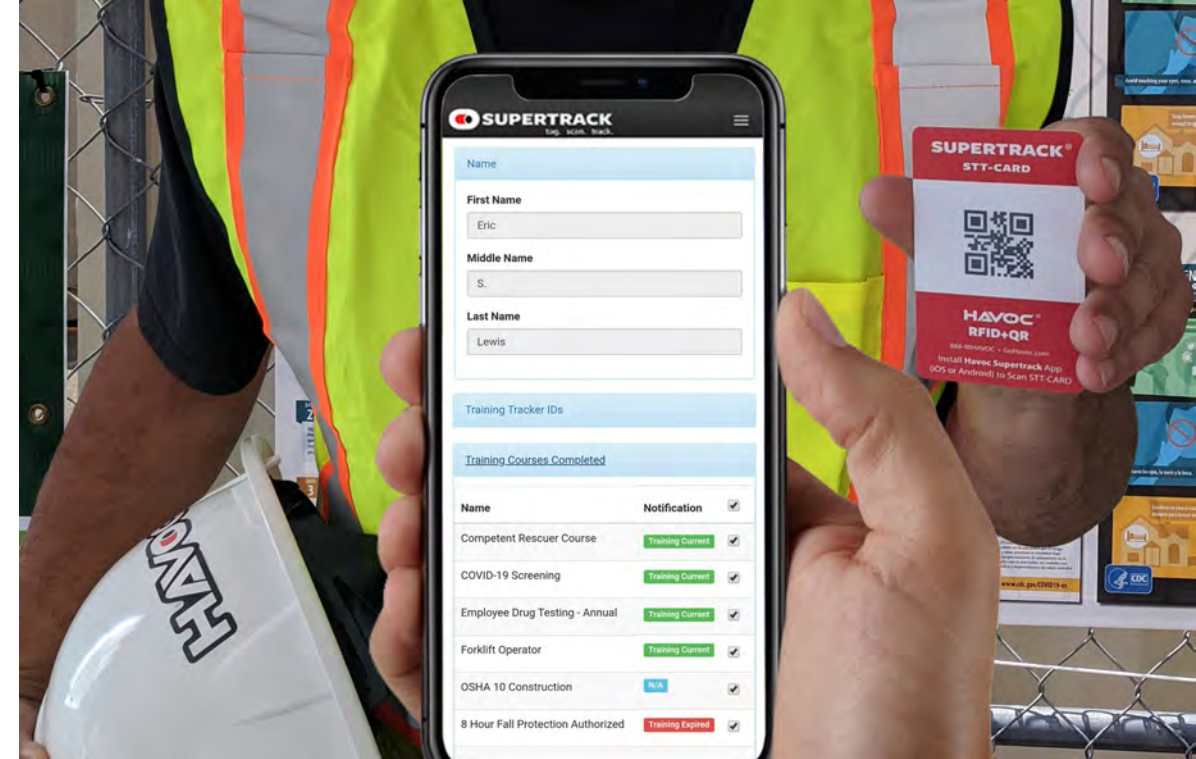 SUPERTRACK
tag. scan. track.
Name
First Name
Eric
Middle Name
S.
Last Name
Lewis
Training Tracker IDs
Training Courses Completed
Name Notification
Competent Rescuer Course Training Current
COVID-19 Screening Training Current
Employee Drug Testing - Annual Training Current
Forklift Operator Training Current
OSHA 10 Construction N/A
8 Hour Fall Protection Authorized Training Expired
SUPERTRACK®
STT-CARD
HAVOC®
RFID+QR
Install Havoc Supertrack App
(iOS or Android) to Scan STT-CARD
HAVOC
2
3
CDC